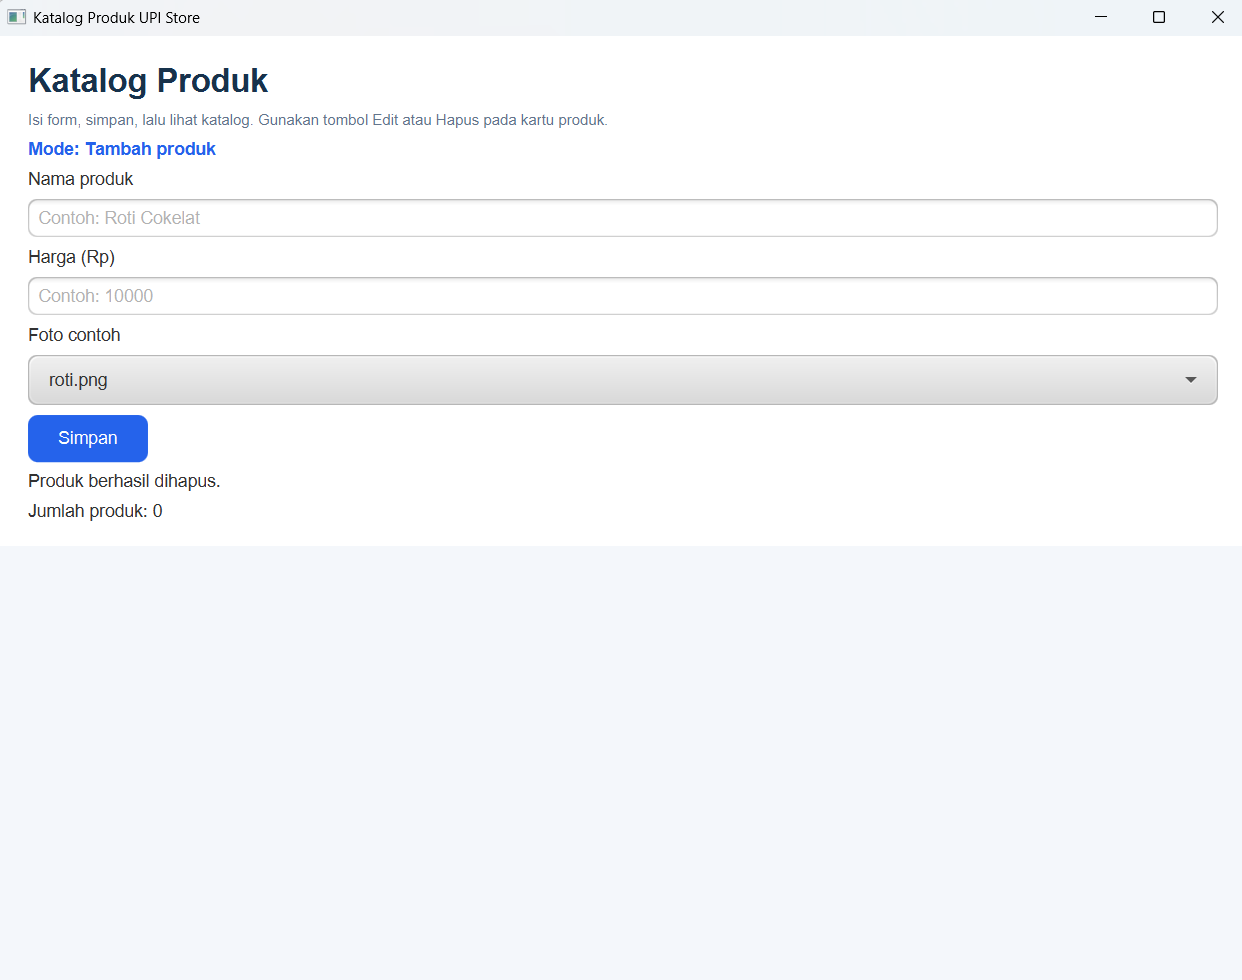 Katalog Produk UPI Store
Katalog Produk
Isi form, simpan, lalu lihat katalog. Gunakan tombol Edit atau Hapus pada kartu produk.
Mode: Tambah produk
Nama produk
Contoh: Roti Cokelat
Harga (Rp)
Contoh: 10000
Foto contoh
roti.png
Simpan
Produk berhasil dihapus.
Jumlah produk: 0